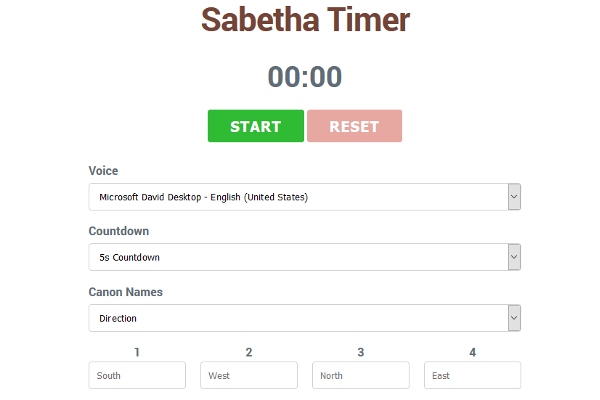 Sabetha Timer
00:00
START RESET
Voice
Microsoft David Desktop - English (United States)
Countdown
5s Countdown
Canon Names
Direction
1 2 3 4
South West North East